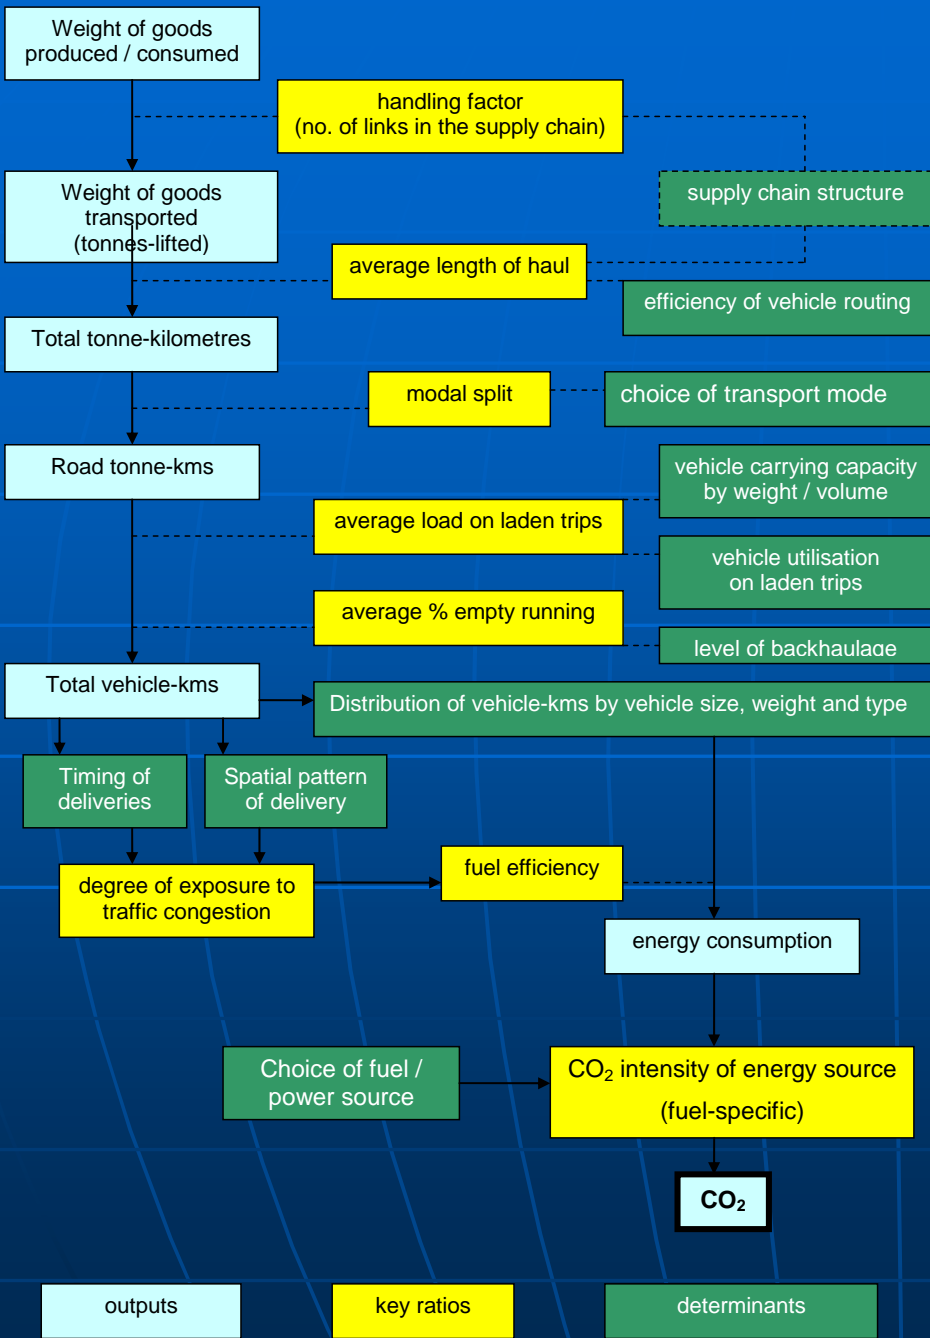 Weight of goods
produced / consumed
handling factor
(no. of links in the supply chain)
Weight of goods
transported
(tonnes-lifted)
supply chain structure
average length of haul
efficiency of vehicle routing
Total tonne-kilometres
modal split
choice of transport mode
Road tonne-kms
vehicle carrying capacity
by weight / volume
average load on laden trips
vehicle utilisation
on laden trips
average % empty running
level of backhaulage
Total vehicle-kms
Distribution of vehicle-kms by vehicle size, weight and type
Timing of
deliveries
Spatial pattern
of delivery
fuel efficiency
degree of exposure to
traffic congestion
energy consumption
Choice of fuel /
power source
CO₂ intensity of energy source
(fuel-specific)
CO₂
outputs
key ratios
determinants